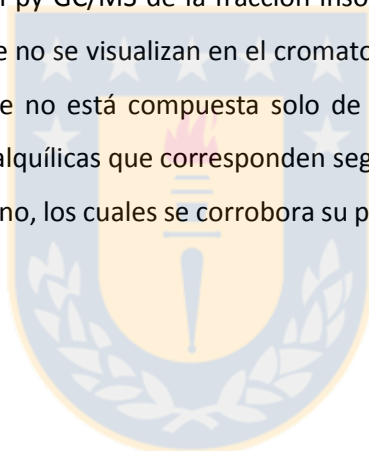 py GC/MS de la fracción inso
e no se visualizan en el cromato
e no está compuesta solo de
alquílicas que corresponden seg
no, los cuales se corrobora su p